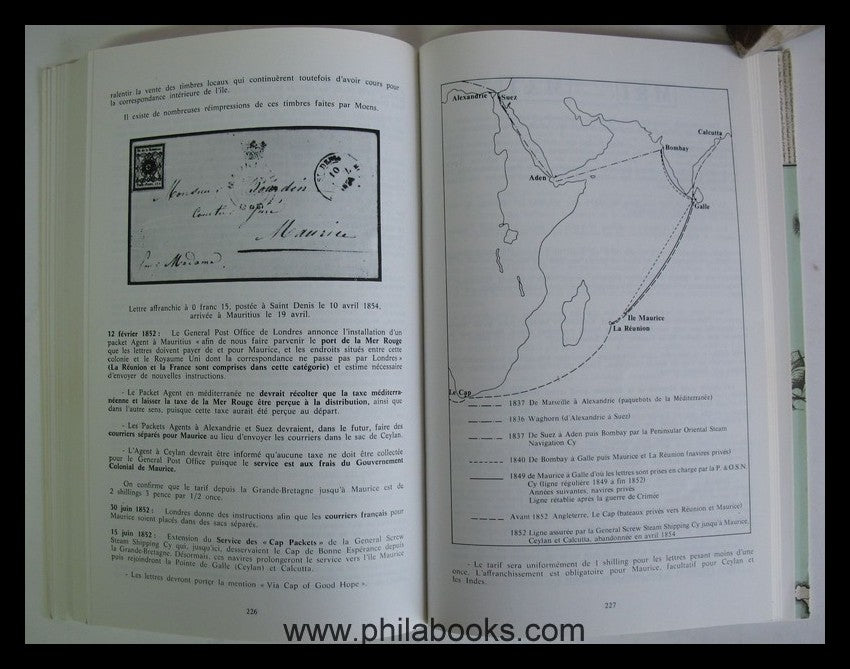 ralentir la vente des timbres locaux qui continuèrent toutefois d'avoir cours pour
la correspondance intérieure de l'île.
Il existe de nombreuses réimpressions de ces timbres faites par Moens.
Monsieur Bourdin
Maurice
Madame.
Lettre affranchie à 0 franc 15, postée à Saint Denis le 10 avril 1854,
arrivée à Mauritius le 19 avril.
12 février 1852 : Le General Post Office de Londres annonce l'installation d'un
packet Agent à Mauritius « afin de nous faire parvenir le port de la Mer Rouge
que les lettres doivent payer de et pour Maurice, et les endroits situés entre cette
colonie et le Royaume Uni dont la correspondance ne passe pas par Londres »
(La Réunion et la France sont comprises dans cette catégorie) et estime nécessaire
d'envoyer de nouvelles instructions.
- Le Packet Agent en méditerranée ne devrait récolter que la taxe méditerra-
néenne et laisser la taxe de Mer Rouge être perçue à la distribution, ainsi que
dans l'autre sens, puisque cette taxe aurait été perçue au départ.
- Les Packets Agents à Alexandrie et Suez devraient, dans le futur, faire des
courriers séparés pour Maurice au lieu d'envoyer les courriers dans le sac de Ceylan.
- L'Agent à Ceylan devrait être informé qu'aucune taxe ne doit être collectée
pour le General Post Office puisque le service est aux frais du Gouvernement
Colonial de Maurice.
On confirme que le tarif depuis la Grande-Bretagne jusqu'à Maurice est de
2 shillings 3 pence par 1/2 once.
30 juin 1852 : Londres donne des instructions afin que les courriers français pour
Maurice soient placés dans des sacs séparés.
15 juin 1852 : Extension du Service des « Cap Packets » de la General Screw
Steam Shipping Cy qui, jusqu'ici, desservaient le Cap de Bonne Espérance depuis
la Grande-Bretagne. Désormais, ces navires prolongeront le service vers l'île Maurice
puis rejoindront la Pointe de Galle (Ceylan) et Calcutta.
- Les lettres devront porter la mention « Via Cap of Good Hope ».
226
Alexandrie
Suez
Calcutta
Bombay
Aden
Galle
Ile Maurice
La Réunion
Le Cap
1837 De Marseille à Alexandrie (paquebots de la Méditerranée)
1836 Waghorn (d'Alexandrie à Suez)
1837 De Suez à Aden puis Bombay par la Peninsular Oriental Steam
Navigation Cy
1840 De Bombay à Galle puis Maurice et La Réunion (navires privés)
1849 de Maurice à Galle d'où les lettres sont prises en charge par la P. & O.S.N.
Cy (ligne régulière 1849 à fin 1852)
Années suivantes, navires privés
Ligne rétablie après la guerre de Crimée
Avant 1852 Angleterre, Le Cap (bateaux privés vers Réunion et Maurice)
1852 Ligne assurée par la General Screw Steam Shipping Cy jusqu'à Maurice,
Ceylan et Calcutta, abandonnée en avril 1854
- Le tarif sera uniformément de 1 shilling pour les lettres pesant moins d'une
once. L'affranchissement est obligatoire pour Maurice, facultatif pour Ceylan et
les Indes.
227
www.philabooks.com